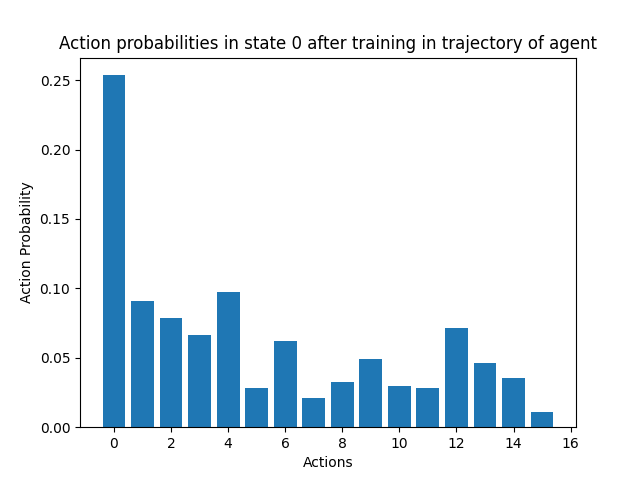 Action probabilities in state 0 after training in trajectory of agent
0.25
0.20
0.15
0.10
0.05
0.00
Action Probability
0 2 4 6 8 10 12 14 16
Actions